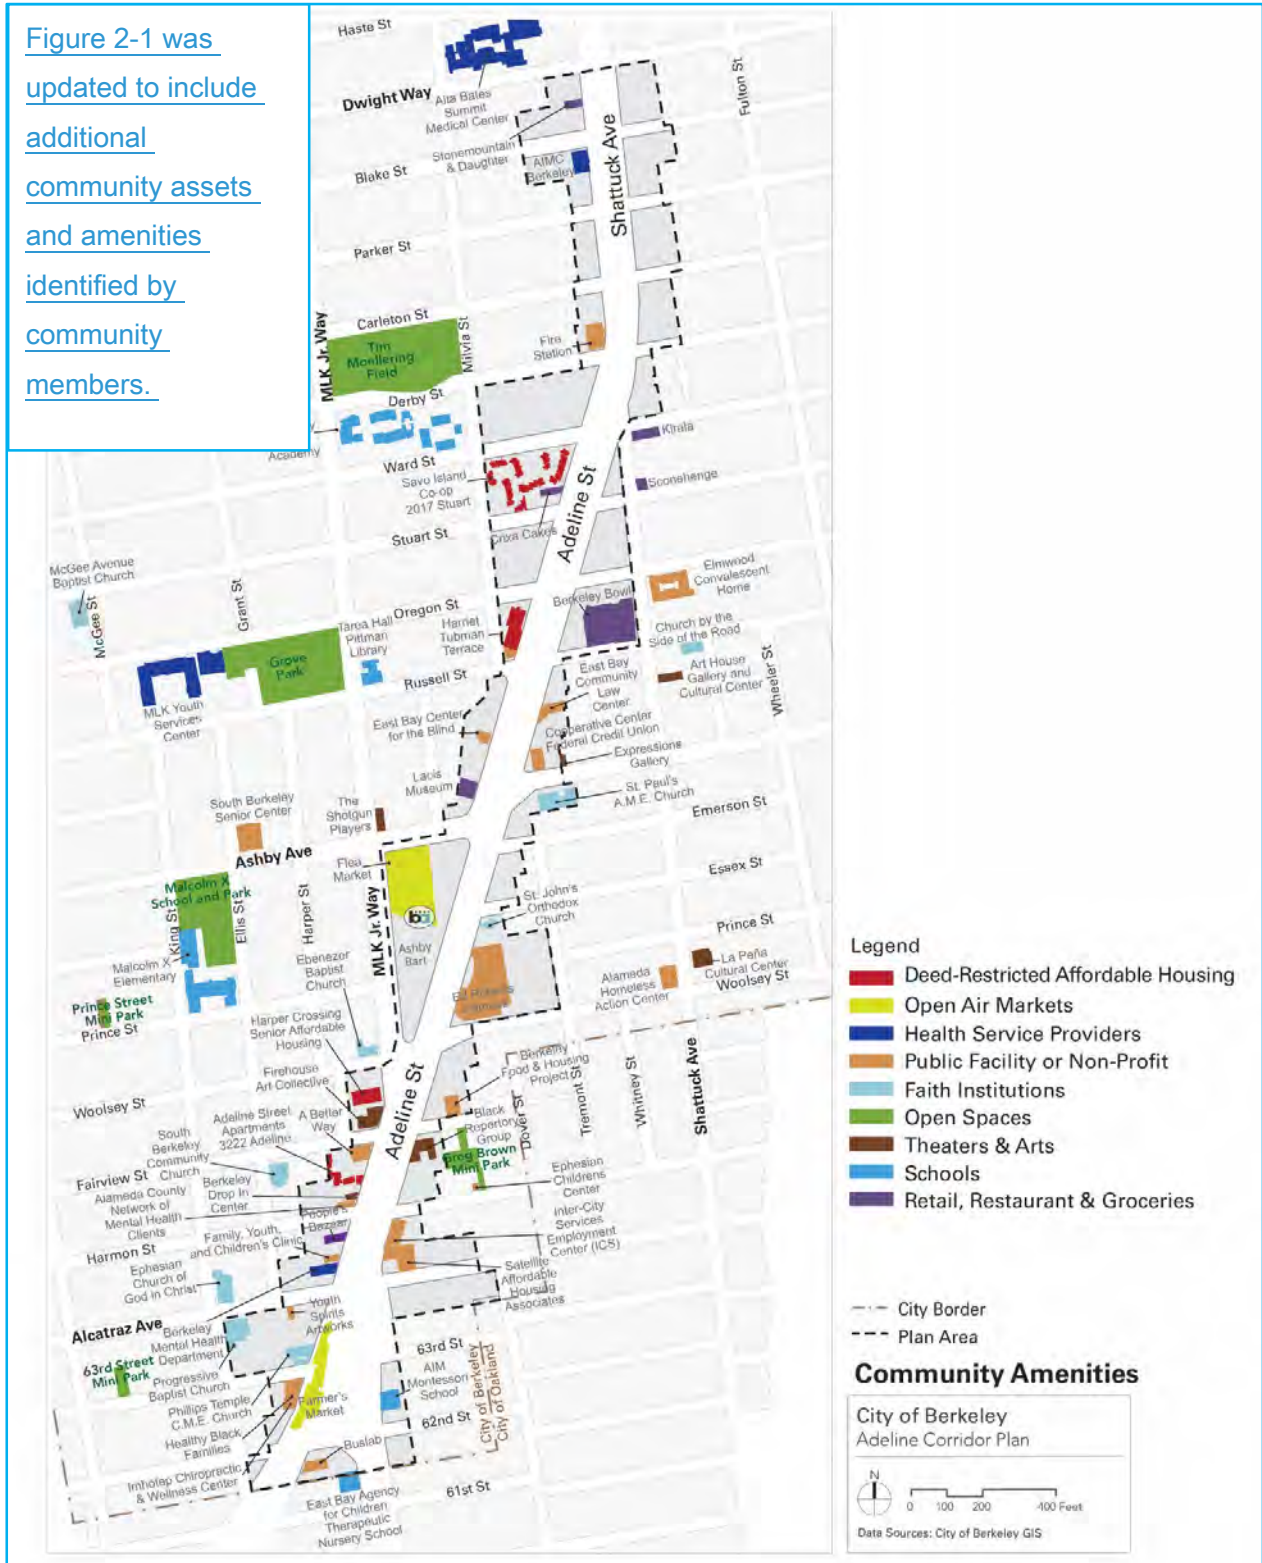 Figure 2-1 was
updated to include
additional
community assets
and amenities
identified by
community
members.
Haste St
Dwight Way
Alta Bates
Summit
Medical Center
Fulton St
Stonemountain
& Daughter
AIMC
Berkeley
Blake St
Shattuck Ave
Parker St
Carleton St
MLK Jr. Way
Tim
Moellering
Field
Milvia St
Fire
Station
Derby St
Academy
Ward St
Kirala
Savo Island
Co-op
2017 Stuart
Sconehenge
Crixa Cakes
Adeline St
Stuart St
McGee Avenue
Baptist Church
McGee St
Grant St
Elmwood
Convalescent
Home
Berkeley Bowl
Oregon St
Tarea Hall
Pittman
Library
Harriet
Tubman
Terrace
Church by the
Side of the Road
Grove
Park
Russell St
East Bay
Community
Law
Center
Art House
Gallery and
Cultural Center
Wheeler St
MLK Youth
Services
Center
East Bay Center
for the Blind
Cooperative Center
Federal Credit Union
Expressions
Gallery
Lacis
Museum
St. Paul's
A.M.E. Church
South Berkeley
Senior Center
The
Shotgun
Players
Emerson St
Ashby Ave
Flea
Market
Essex St
Malcolm X
School and Park
King St
Ellis St
Harper St
MLK Jr. Way
St. John's
Orthodox
Church
Prince St
Ashby
Bart
Malcolm X
Elementary
Ebenezer
Baptist
Church
La Peña
Cultural Center
Alameda
Homeless
Action Center
Woolsey St
Prince Street
Mini Park
Prince St
Harper Crossing
Senior Affordable
Housing
Firehouse
Art Collective
Adeline St
Berkeley
Food & Housing
Project
Dover St
Tremont St
Whitney St
Shattuck Ave
Woolsey St
Adeline Street
Apartments
3222 Adeline
A Better
Way
Black
Repertory
Group
South
Berkeley
Community
Church
Greg Brown
Mini Park
Fairview St
Berkeley
Drop In
Center
Ephesian
Childrens
Center
Alameda County
Network of
Mental Health
Clients
People's
Bazaar
Inter-City
Services
Employment
Center (ICS)
Harmon St
Family, Youth,
and Children's Clinic
Ephesian
Church of
God in Christ
Satellite
Affordable
Housing
Associates
Youth
Spirits
Artworks
Alcatraz Ave
Berkeley
Mental Health
Department
63rd St
City of Berkeley
City of Oakland
63rd Street
Mini Park
Progressive
Baptist Church
AIM
Montessori
School
Phillips Temple
C.M.E. Church
Farmer's
Market
62nd St
Healthy Black
Families
Buslab
Imhotep Chiropractic
& Wellness Center
61st St
East Bay Agency
for Children
Therapeutic
Nursery School
Legend
Deed-Restricted Affordable Housing
Open Air Markets
Health Service Providers
Public Facility or Non-Profit
Faith Institutions
Open Spaces
Theaters & Arts
Schools
Retail, Restaurant & Groceries
City Border
Plan Area
Community Amenities
City of Berkeley
Adeline Corridor Plan
N
0 100 200 400 Feet
Data Sources: City of Berkeley GIS